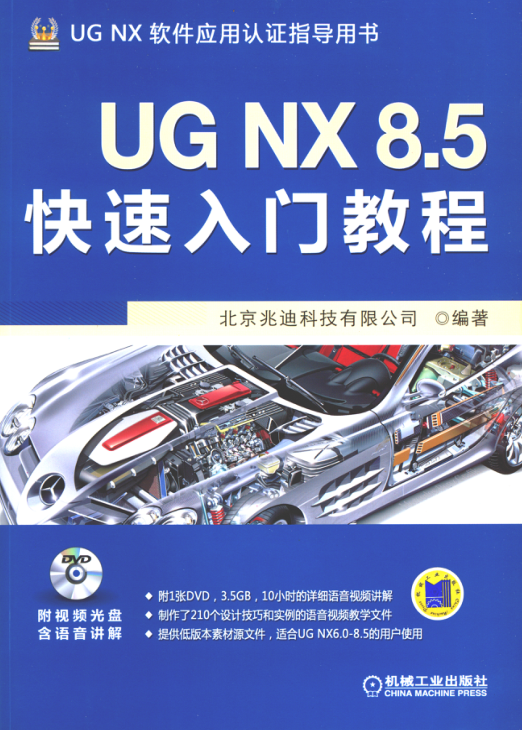 UG NX 软件应用认证指导用书
UG NX 8.5
快速入门教程
北京兆迪科技有限公司 ◎编著
DVD
附视频光盘
含语音讲解
◆ 附1张DVD，3.5GB，10小时的详细语音视频讲解
◆ 制作了210个设计技巧和实例的语音视频教学文件
◆ 提供低版本素材源文件，适合UG NX6.0-8.5的用户使用
机械工业出版社
CHINA MACHINE PRESS